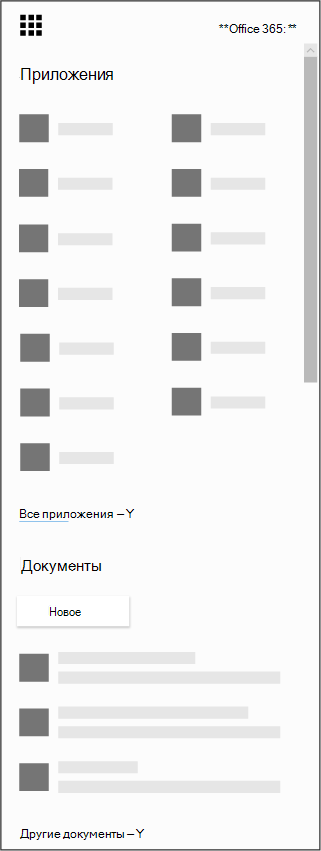 **Office 365: **
Приложения
Все приложения –Y
Документы
Новое
Другие документы –Y